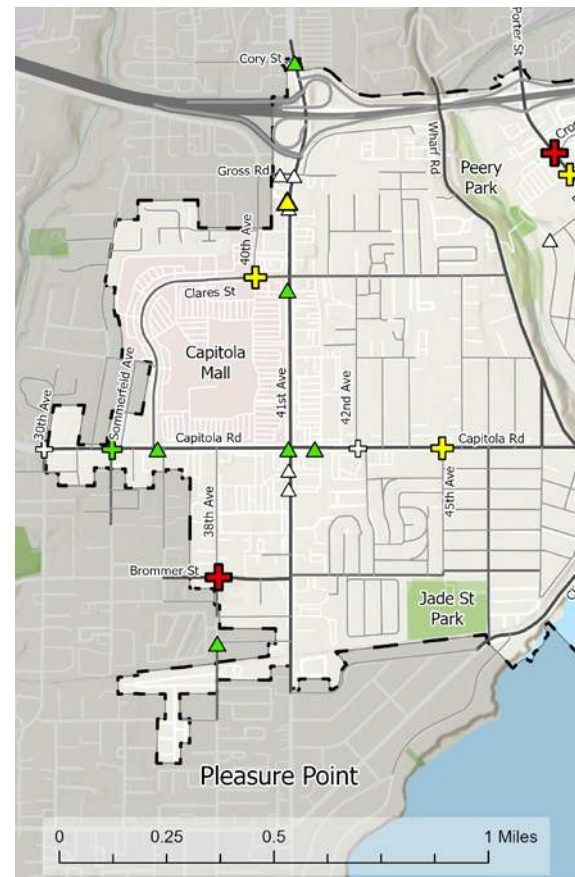 Cory St
Porter St
Gross Rd
Wharf Rd
Peery
Park
40th Ave
Clares St
Capitola
Mall
41st Ave
42nd Ave
30th Ave
Sommerfeld Ave
Capitola Rd
Capitola Rd
38th Ave
45th Ave
Brommer St
Jade St
Park
Pleasure Point
0 0.25 0.5 1 Miles